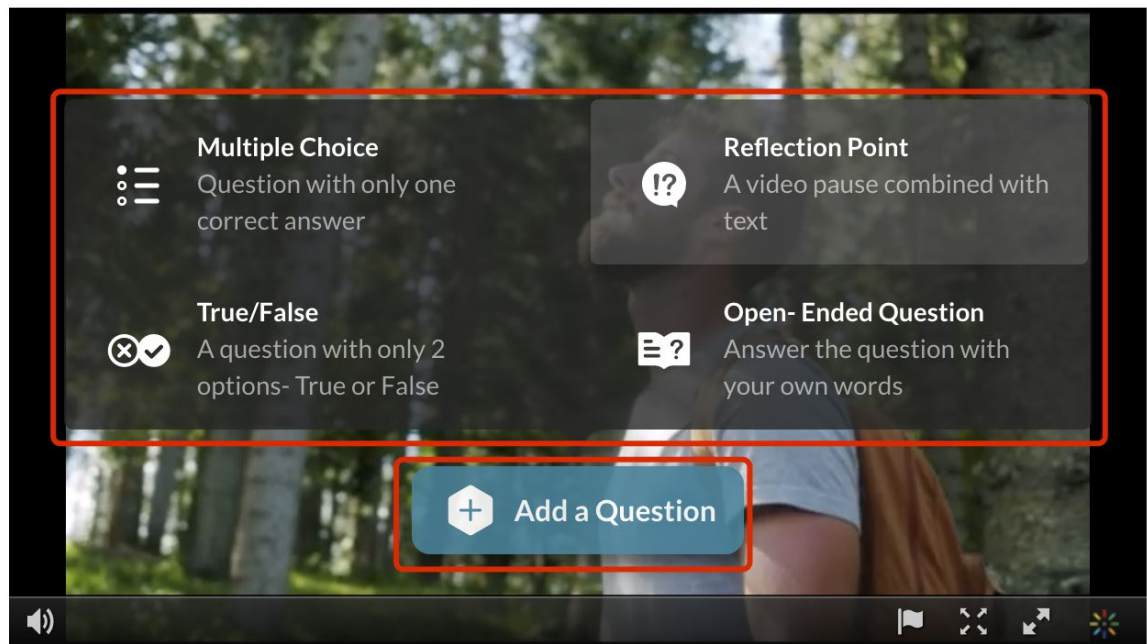 Multiple Choice
Question with only one
correct answer
Reflection Point
A video pause combined with
text
True/False
A question with only 2
options- True or False
Open- Ended Question
Answer the question with
your own words
Add a Question